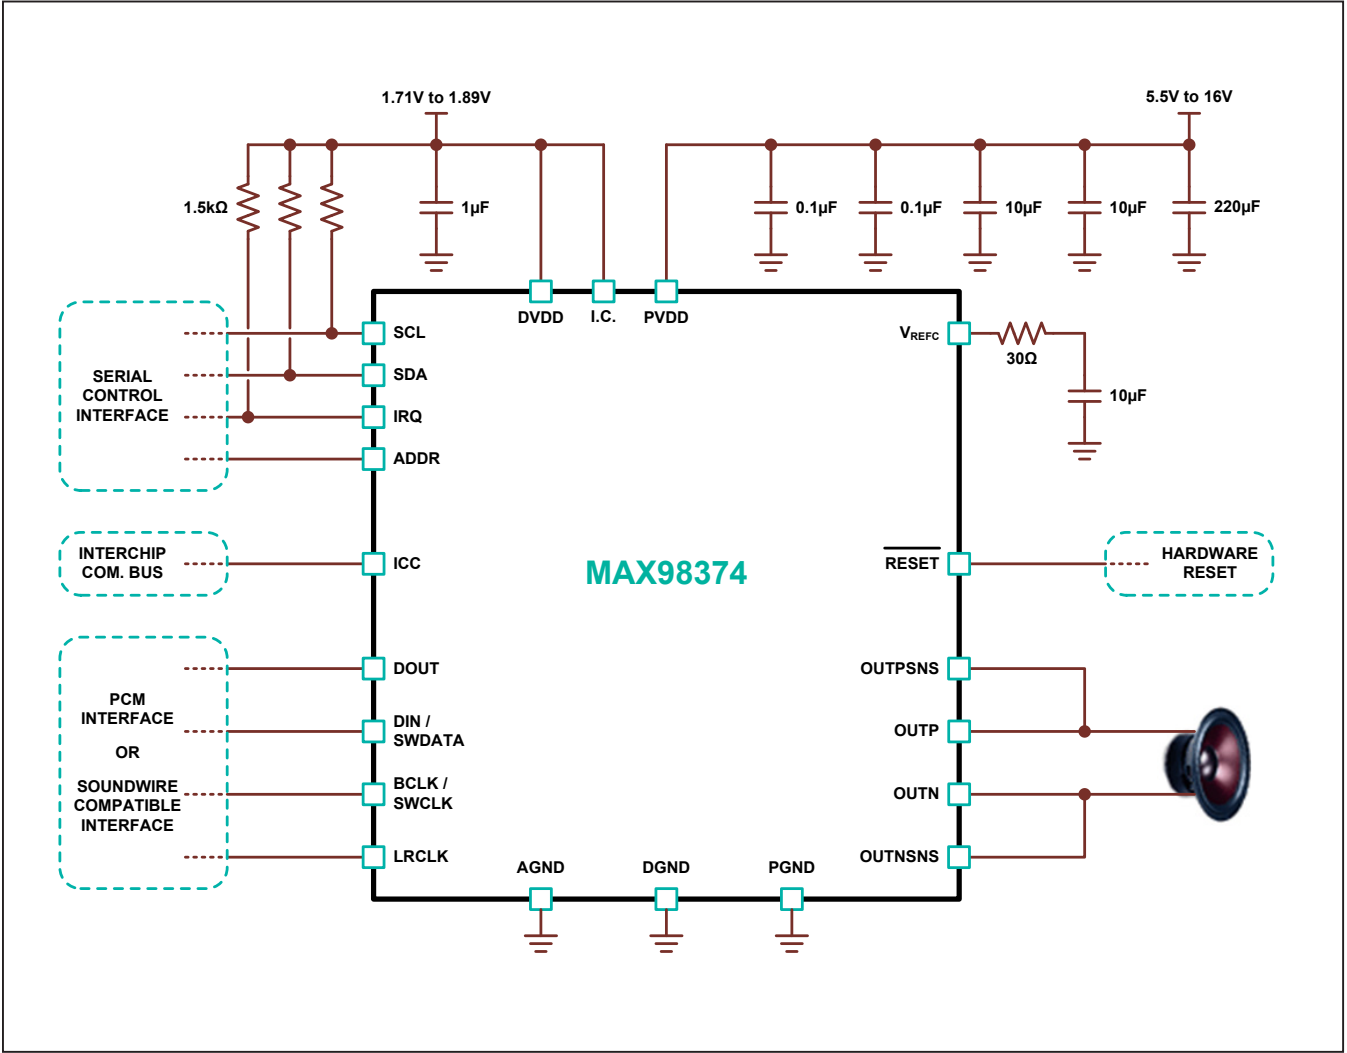 1.71V to 1.89V
5.5V to 16V
1.5kΩ
1µF
0.1µF
0.1µF
10µF
10µF
220µF
DVDD
I.C.
PVDD
SERIAL
CONTROL
INTERFACE
SCL
SDA
IRQ
ADDR
VREFC
30Ω
10µF
INTERCHIP
COM. BUS
ICC
MAX98374
RESET
HARDWARE
RESET
PCM
INTERFACE
OR
SOUNDWIRE
COMPATIBLE
INTERFACE
DOUT
DIN /
SWDATA
BCLK /
SWCLK
LRCLK
OUTPSNS
OUTP
OUTN
OUTNSNS
AGND
DGND
PGND